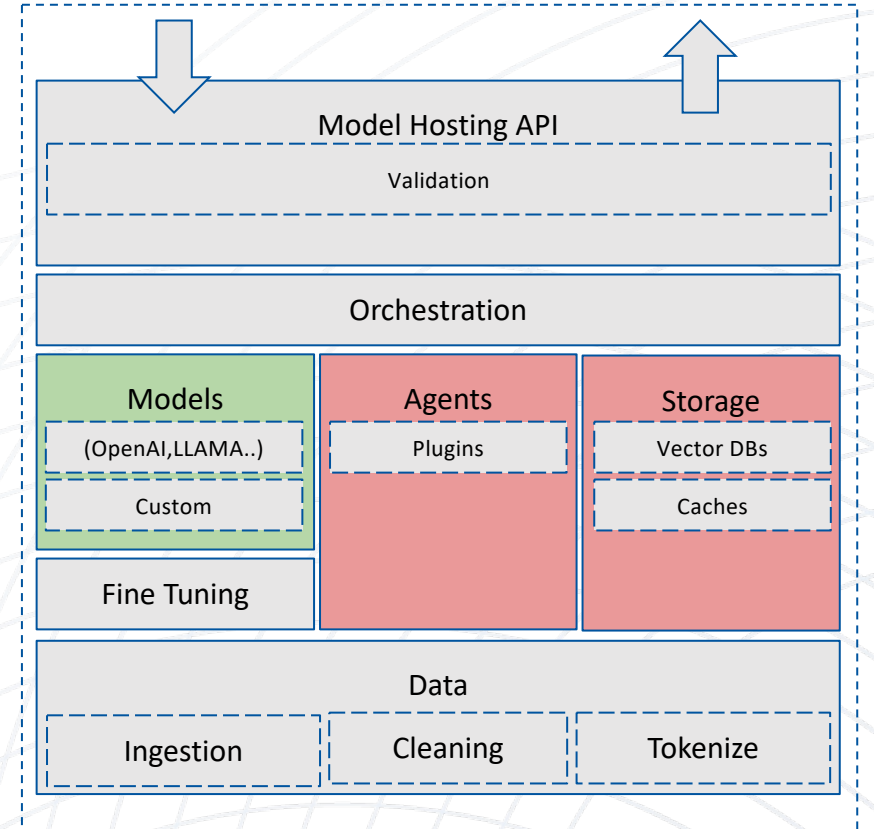 Model Hosting API
Validation
Orchestration
Models
(OpenAI,LLAMA..)
Custom
Fine Tuning
Agents
Plugins
Storage
Vector DBs
Caches
Data
Ingestion
Cleaning
Tokenize